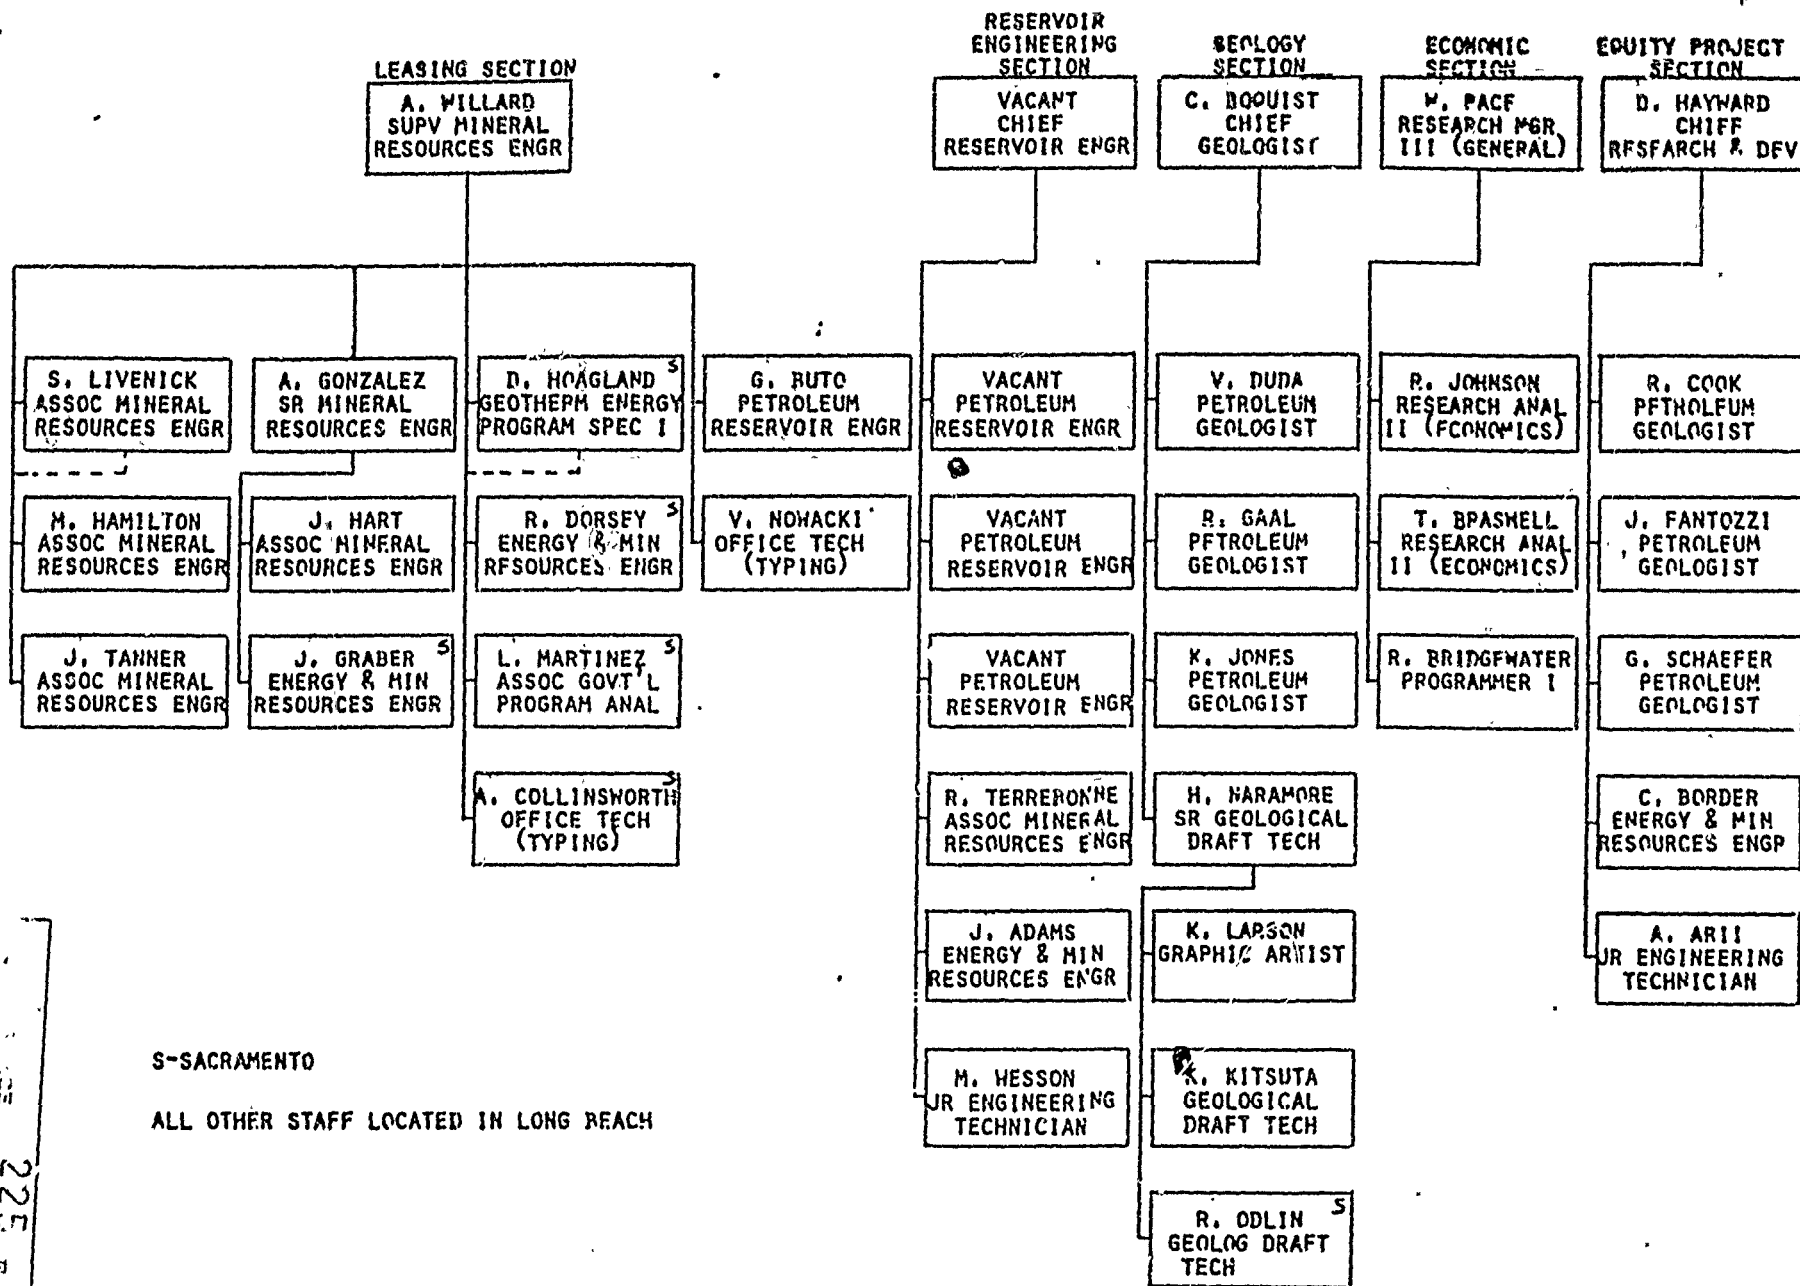 LEASING SECTION
A. WILLARD
SUPV MINERAL
RESOURCES ENGR
RESERVOIR
ENGINEERING
SECTION
VACANT
CHIEF
RESERVOIR ENGR
GEOLOGY
SECTION
C. BOQUIST
CHIEF
GEOLOGIST
ECONOMIC
SECTION
W. PACE
RESEARCH MGR
III (GENERAL)
EQUITY PROJECT
SECTION
D. HAYWARD
CHIEF
RESEARCH & DEV
S. LIVENICK
ASSOC MINERAL
RESOURCES ENGR
M. HAMILTON
ASSOC MINERAL
RESOURCES ENGR
J. TANNER
ASSOC MINERAL
RESOURCES ENGR
A. GONZALEZ
SR MINERAL
RESOURCES ENGR
J. HART
ASSOC MINERAL
RESOURCES ENGR
J. GRABER S
ENERGY & MIN
RESOURCES ENGR
D. HOAGLAND S
GEOTHERM ENERGY
PROGRAM SPEC I
R. DORSEY S
ENERGY & MIN
RESOURCES ENGR
L. MARTINEZ S
ASSOC GOVT'L
PROGRAM ANAL
S
A. COLLINSWORTH
OFFICE TECH
(TYPING)
G. BUTO
PETROLEUM
RESERVOIR ENGR
V. NOWACKI
OFFICE TECH
(TYPING)
VACANT
PETROLEUM
RESERVOIR ENGR
VACANT
PETROLEUM
RESERVOIR ENGR
VACANT
PETROLEUM
RESERVOIR ENGR
R. TERREBONNE
ASSOC MINERAL
RESOURCES ENGR
J. ADAMS
ENERGY & MIN
RESOURCES ENGR
M. WESSON
JR ENGINEERING
TECHNICIAN
V. DUDA
PETROLEUM
GEOLOGIST
R. GAAL
PETROLEUM
GEOLOGIST
K. JONES
PETROLEUM
GEOLOGIST
H. NARAMORE
SR GEOLOGICAL
DRAFT TECH
K. LARSON
GRAPHIC ARTIST
K. KITSUTA
GEOLOGICAL
DRAFT TECH
R. ODLIN S
GEOLOG DRAFT
TECH
R. JOHNSON
RESEARCH ANAL
II (ECONOMICS)
T. BRASWELL
RESEARCH ANAL
II (ECONOMICS)
R. BRIDGEWATER
PROGRAMMER I
R. COOK
PETROLEUM
GEOLOGIST
J. FANTOZZI
PETROLEUM
GEOLOGIST
G. SCHAEFER
PETROLEUM
GEOLOGIST
C. BORDER
ENERGY & MIN
RESOURCES ENGR
A. ARII
JR ENGINEERING
TECHNICIAN
S-SACRAMENTO
ALL OTHER STAFF LOCATED IN LONG BEACH